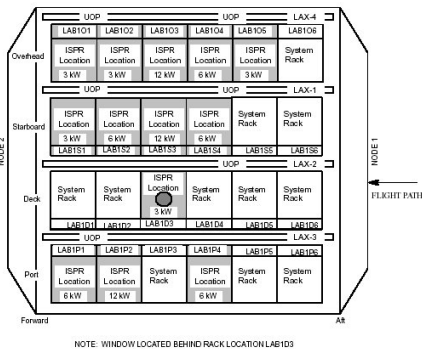 UOP UOP LAX-4
LAB1O1 LAB1O2 LAB1O3 LAB1O4 LAB1O5 LAB1O6
Overhead
ISPR Location 3 kW
ISPR Location 3 kW
ISPR Location 12 kW
ISPR Location 6 kW
ISPR Location 3 kW
System Rack
UOP UOP LAX-1
Starboard
ISPR Location 3 kW
ISPR Location 6 kW
ISPR Location 12 kW
ISPR Location 6 kW
System Rack
System Rack
LAB1S1 LAB1S2 LAB1S3 LAB1S4 LAB1S5 LAB1S6
NODE 2
NODE 1
UOP LAX-2
Deck
System Rack
System Rack
ISPR Location 3 kW
System Rack
System Rack
System Rack
LAB1D1 LAB1D2 LAB1D3 LAB1D4 LAB1D5 LAB1D6
FLIGHT PATH
UOP LAX-3
LAB1P1 LAB1P2 LAB1P3 LAB1P4 LAB1P5 LAB1P6
Port
ISPR Location 6 kW
ISPR Location 12 kW
System Rack
ISPR Location 6 kW
System Rack
System Rack
Forward Aft
NOTE: WINDOW LOCATED BEHIND RACK LOCATION LAB1D3